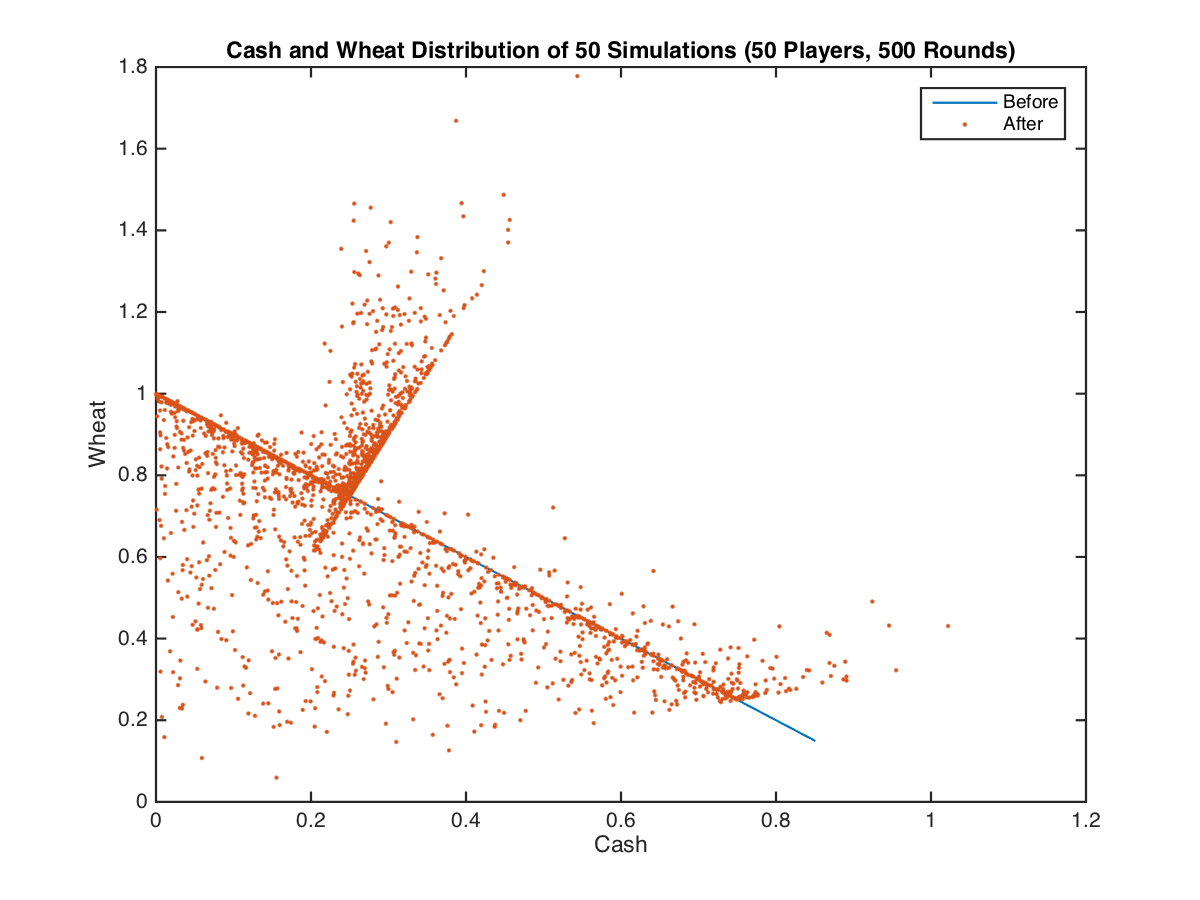 Cash and Wheat Distribution of 50 Simulations (50 Players, 500 Rounds)
1.8
Before
After
1.6
1.4
1.2
1
0.8
0.6
0.4
0.2
0
Wheat
0 0.2 0.4 0.6 0.8 1 1.2
Cash